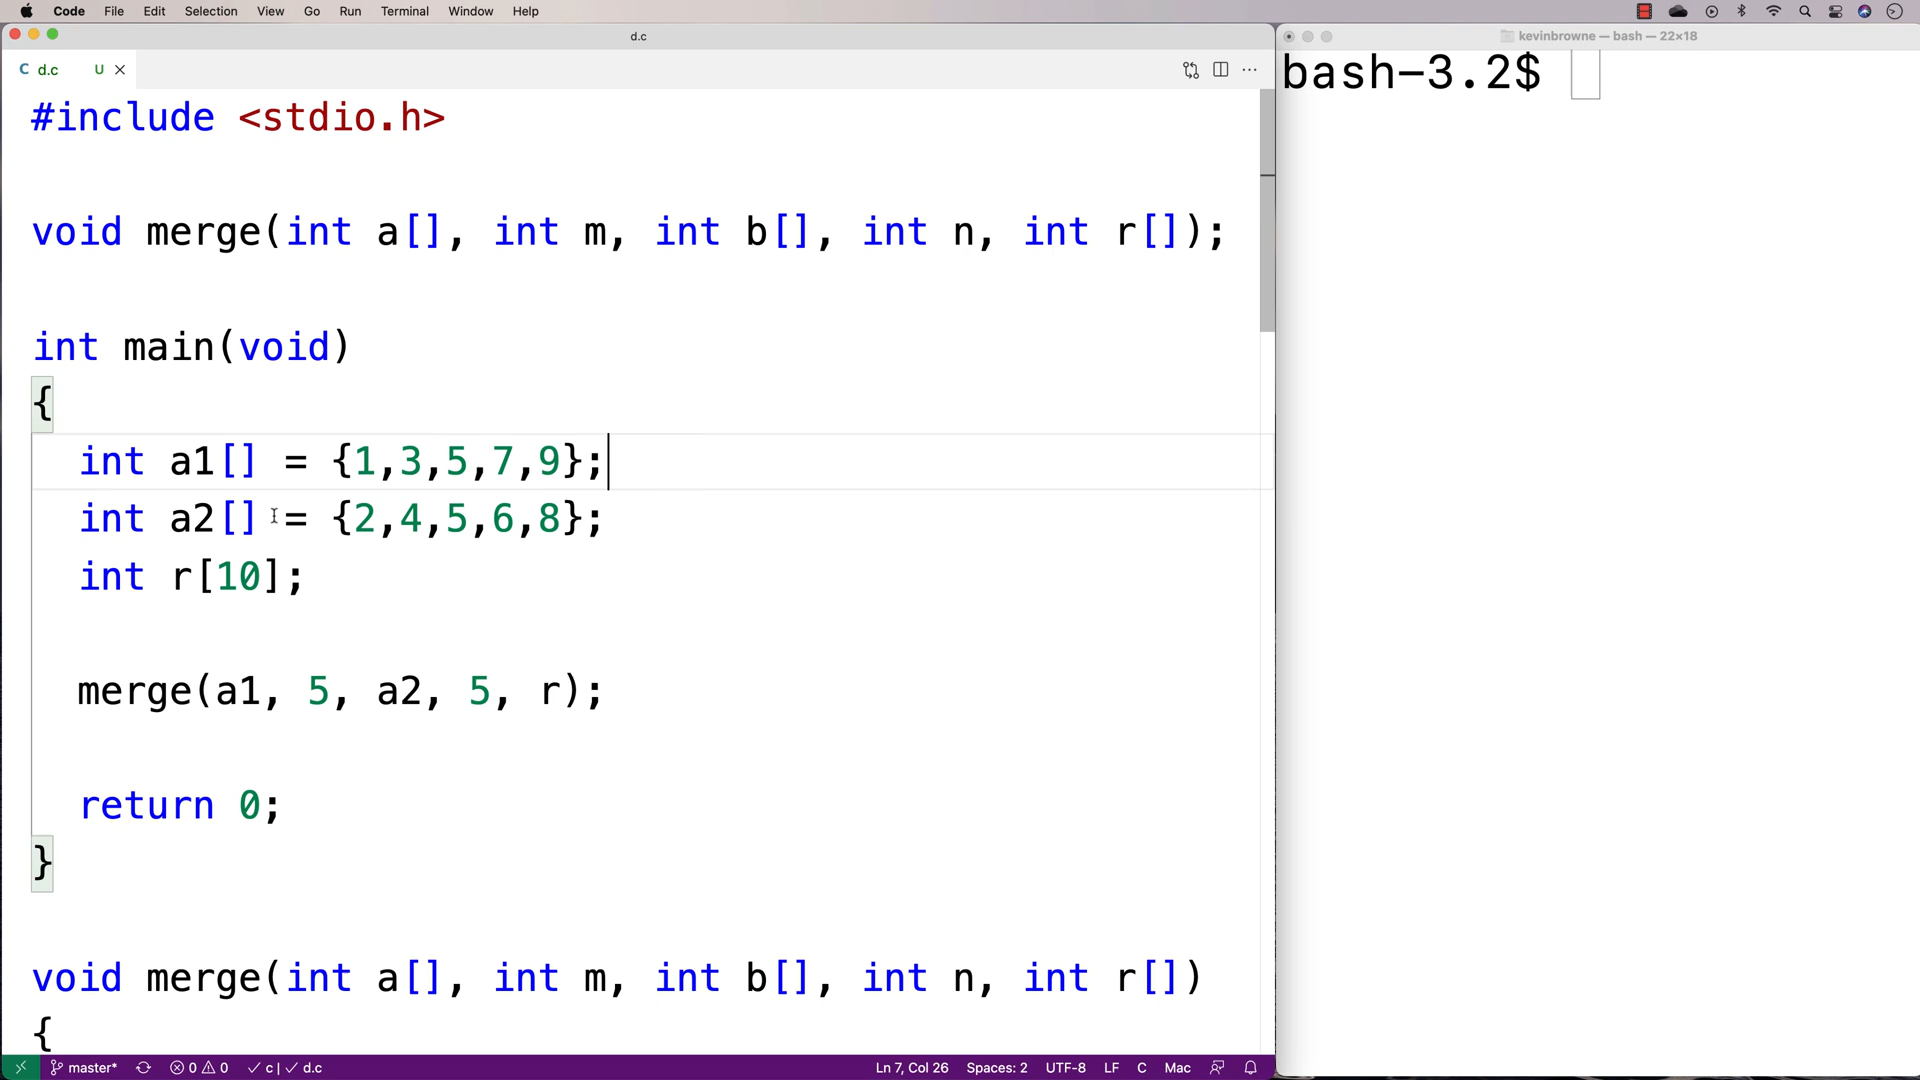 Code File Edit Selection View Go Run Terminal Window Help
d.c
C d.c U
#include <stdio.h>
void merge(int a[], int m, int b[], int n, int r[]);
int main(void)
{
int a1[] = {1,3,5,7,9};
int a2[] = {2,4,5,6,8};
int r[10];
merge(a1, 5, a2, 5, r);
return 0;
}
void merge(int a[], int m, int b[], int n, int r[])
{
master* 0 0 c | d.c Ln 7, Col 26 Spaces: 2 UTF-8 LF C Mac
kevinbrowne — bash — 22×18
bash-3.2$